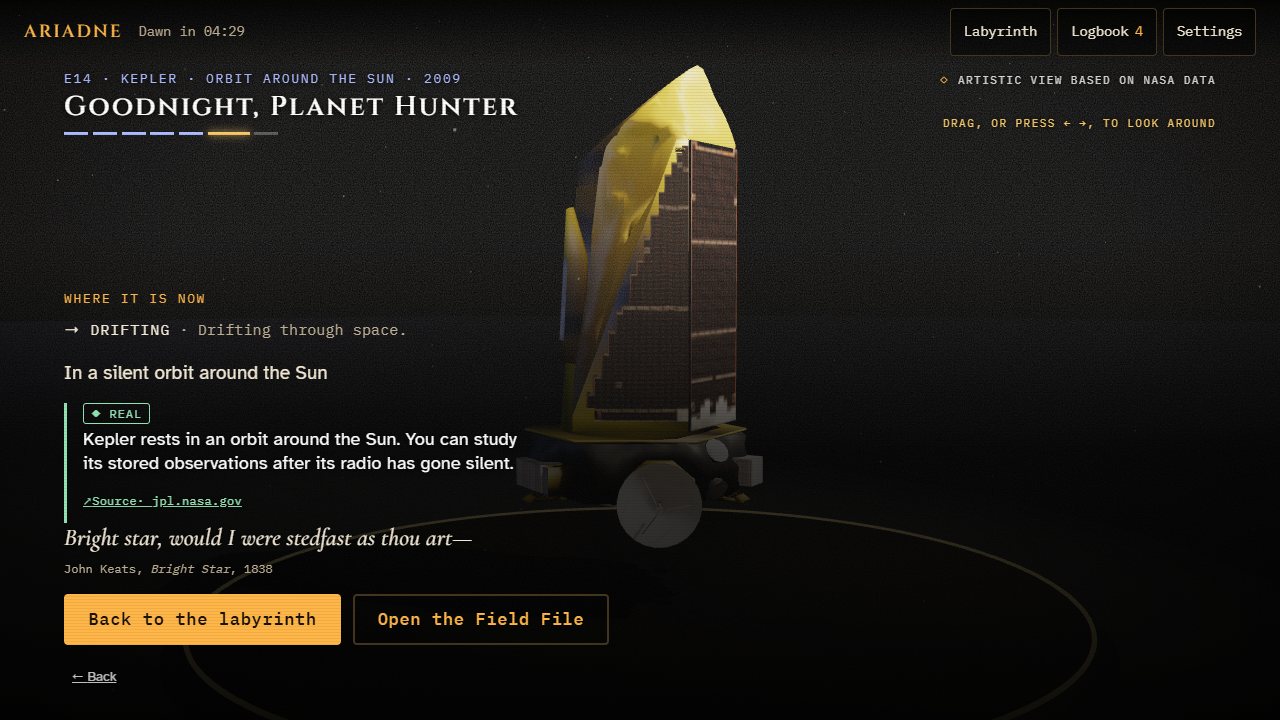 ARIADNE Dawn in 04:29
Labyrinth
Logbook 4
Settings
E14 · KEPLER · ORBIT AROUND THE SUN · 2009
Goodnight, Planet Hunter
◇ ARTISTIC VIEW BASED ON NASA DATA
DRAG, OR PRESS ← →, TO LOOK AROUND
WHERE IT IS NOW
→ DRIFTING · Drifting through space.
In a silent orbit around the Sun
◆ REAL
Kepler rests in an orbit around the Sun. You can study
its stored observations after its radio has gone silent.
↗Source· jpl.nasa.gov
Bright star, would I were stedfast as thou art—
John Keats, Bright Star, 1838
Back to the labyrinth
Open the Field File
← Back